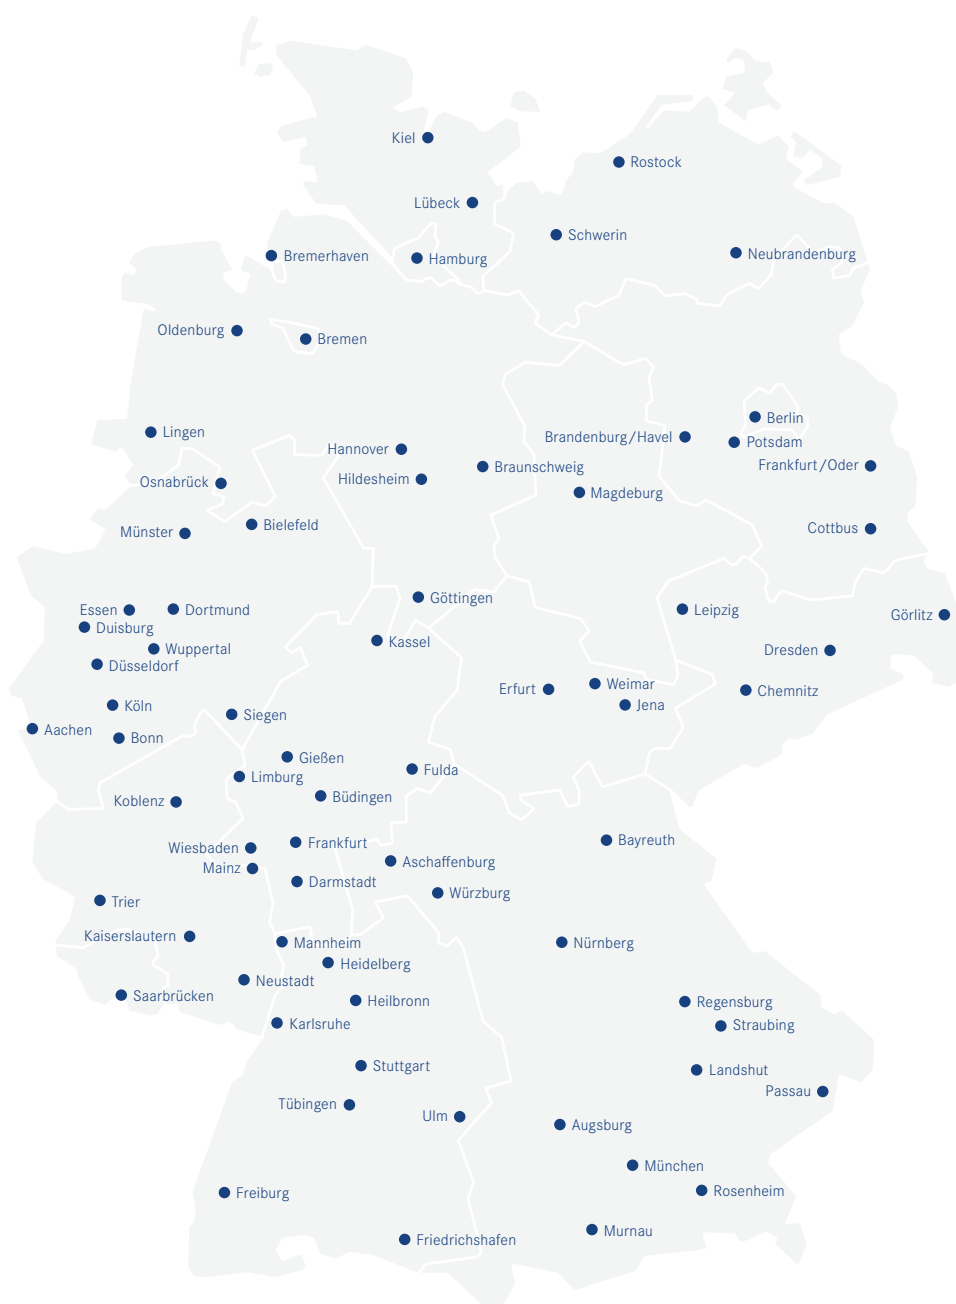 Kiel
Rostock
Lübeck
Schwerin
Neubrandenburg
Bremerhaven
Hamburg
Oldenburg
Bremen
Berlin
Lingen
Brandenburg/Havel
Potsdam
Hannover
Frankfurt/Oder
Braunschweig
Hildesheim
Osnabrück
Magdeburg
Bielefeld
Cottbus
Münster
Göttingen
Essen
Dortmund
Leipzig
Görlitz
Duisburg
Kassel
Wuppertal
Dresden
Düsseldorf
Weimar
Erfurt
Chemnitz
Köln
Jena
Siegen
Aachen
Bonn
Gießen
Fulda
Limburg
Büdingen
Koblenz
Bayreuth
Frankfurt
Wiesbaden
Aschaffenburg
Mainz
Darmstadt
Würzburg
Trier
Kaiserslautern
Mannheim
Nürnberg
Heidelberg
Neustadt
Saarbrücken
Heilbronn
Regensburg
Karlsruhe
Straubing
Stuttgart
Landshut
Passau
Tübingen
Ulm
Augsburg
München
Rosenheim
Freiburg
Murnau
Friedrichshafen